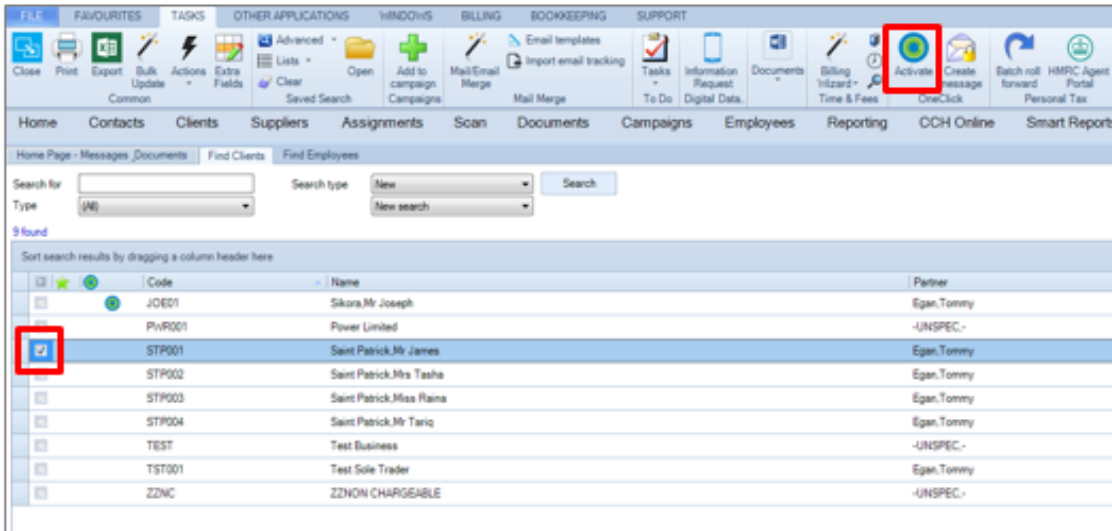 FILE FAVOURITES TASKS OTHER APPLICATIONS WINDOWS BILLING BOOKKEEPING SUPPORT
Close Print Export Bulk Update Actions Extra Fields Advanced Lists Clear Open Add to campaign Mail/Email Merge Email templates Import email tracking Tasks Information Request Documents Billing Wizard Activate Create message Batch roll forward HMRC Agent Portal
Common Saved Search Campaigns Mail Merge To Do Digital Data.. Time & Fees OneClick Personal Tax
Home Contacts Clients Suppliers Assignments Scan Documents Campaigns Employees Reporting CCH Online Smart Reports
Home Page - Messages ,Documents Find Clients Find Employees
Search for Search type New Search
Type (All) New search
9 found
Sort search results by dragging a column header here
Code Name Partner
JOE01 Sikora,Mr Joseph Egan,Tommy
PWR001 Power Limited -UNSPEC,-
STP001 Saint Patrick,Mr James Egan,Tommy
STP002 Saint Patrick,Mrs Tasha Egan,Tommy
STP003 Saint Patrick,Miss Raina Egan,Tommy
STP004 Saint Patrick,Mr Tariq Egan,Tommy
TEST Test Business -UNSPEC,-
TST001 Test Sole Trader Egan,Tommy
ZZNC ZZNON CHARGEABLE -UNSPEC,-